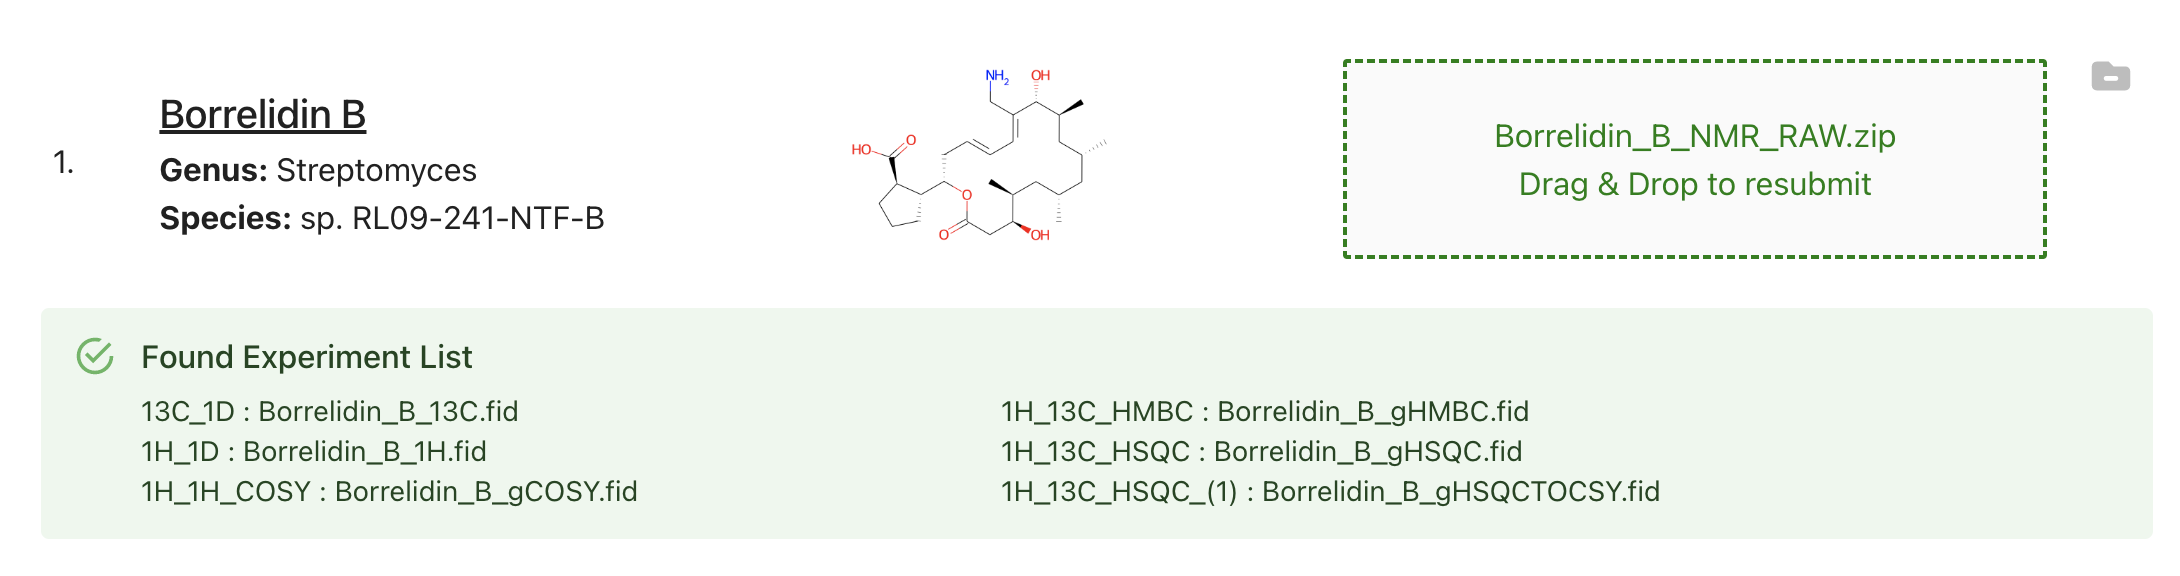 1.
Borrelidin B
Genus: Streptomyces
Species: sp. RL09-241-NTF-B
NH2
OH
HO
O
O
O
OH
Borrelidin_B_NMR_RAW.zip
Drag & Drop to resubmit
Found Experiment List
13C_1D : Borrelidin_B_13C.fid
1H_1D : Borrelidin_B_1H.fid
1H_1H_COSY : Borrelidin_B_gCOSY.fid
1H_13C_HMBC : Borrelidin_B_gHMBC.fid
1H_13C_HSQC : Borrelidin_B_gHSQC.fid
1H_13C_HSQC_(1) : Borrelidin_B_gHSQCTOCSY.fid